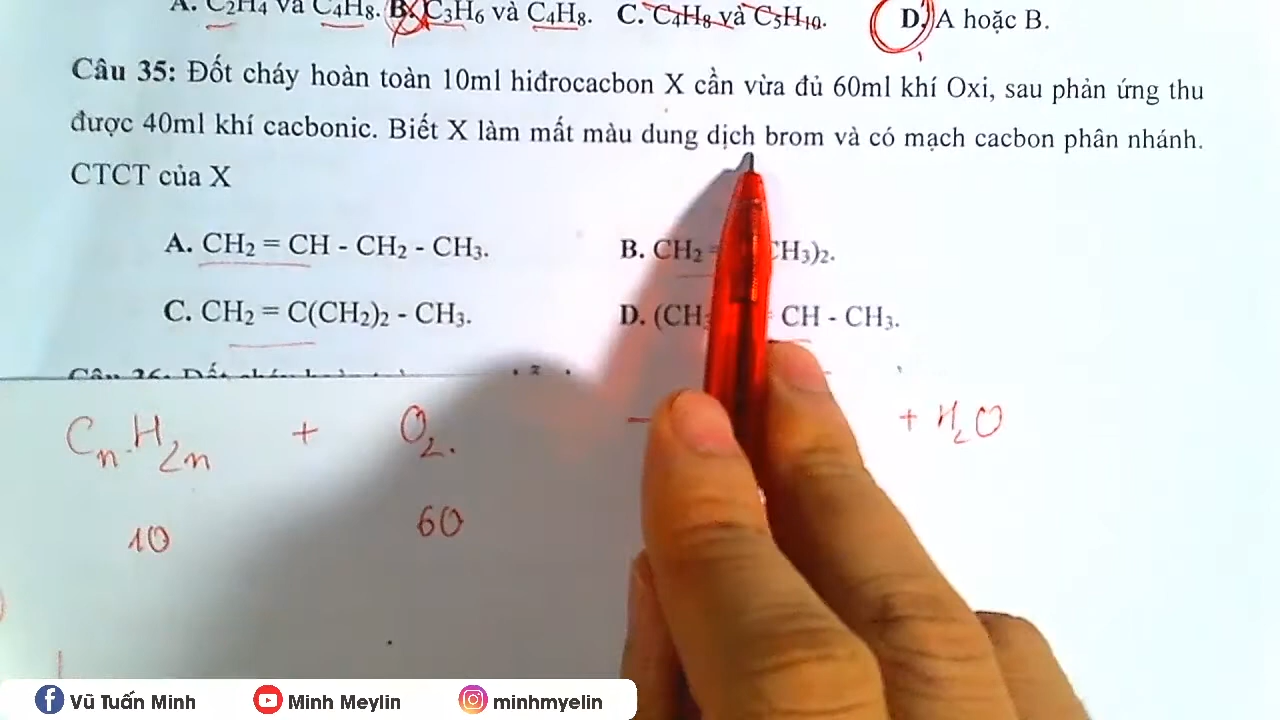 A. C₂H₄ và C₄H₈. B. C₃H₆ và C₄H₈. C. C₄H₈ và C₅H₁₀. D. A hoặc B.
Câu 35: Đốt cháy hoàn toàn 10ml hiđrocacbon X cần vừa đủ 60ml khí Oxi, sau phản ứng thu
được 40ml khí cacbonic. Biết X làm mất màu dung dịch brom và có mạch cacbon phân nhánh.
CTCT của X
A. CH₂ = CH - CH₂ - CH₃. B. CH₂ = CH₃)₂.
C. CH₂ = C(CH₂)₂ - CH₃. D. (CH₃ = CH - CH₃.
CₙH₂ₙ + O₂. + H₂O
10 60
Vũ Tuấn Minh Minh Meylin minhmyelin